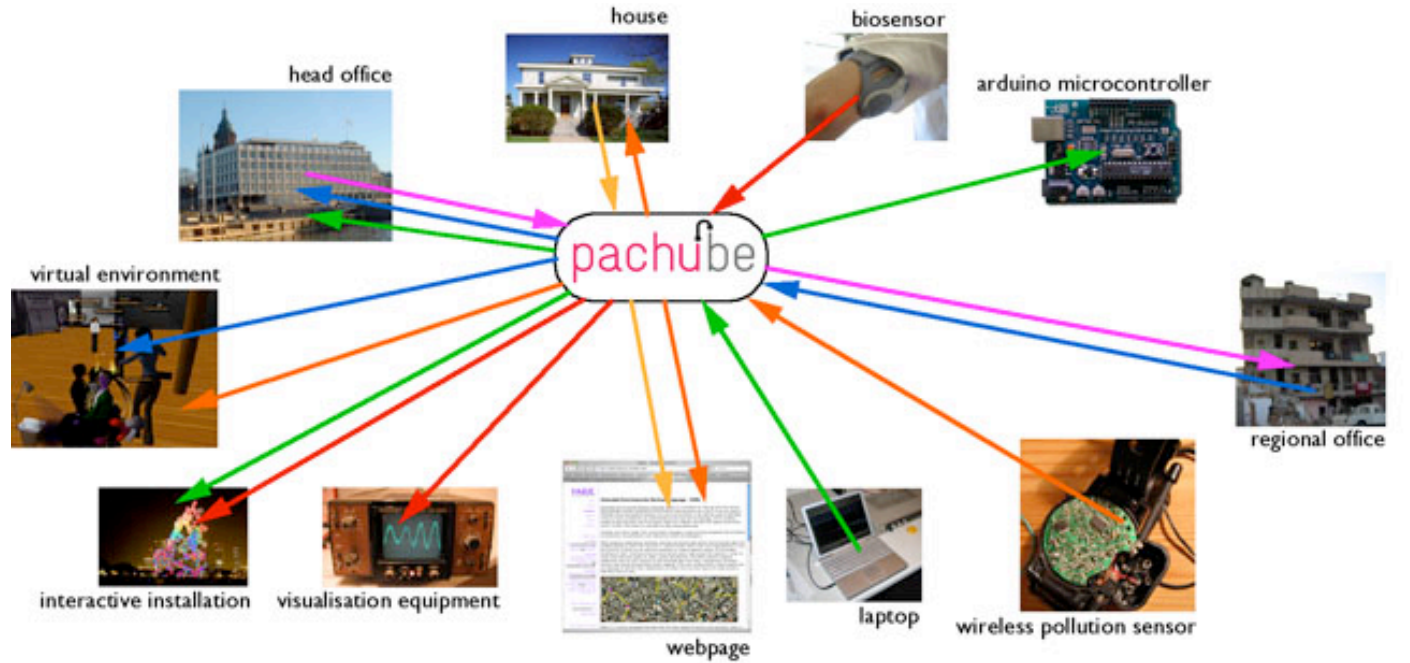 house
biosensor
head office
arduino microcontroller
pachube
virtual environment
regional office
interactive installation
visualisation equipment
webpage
laptop
wireless pollution sensor